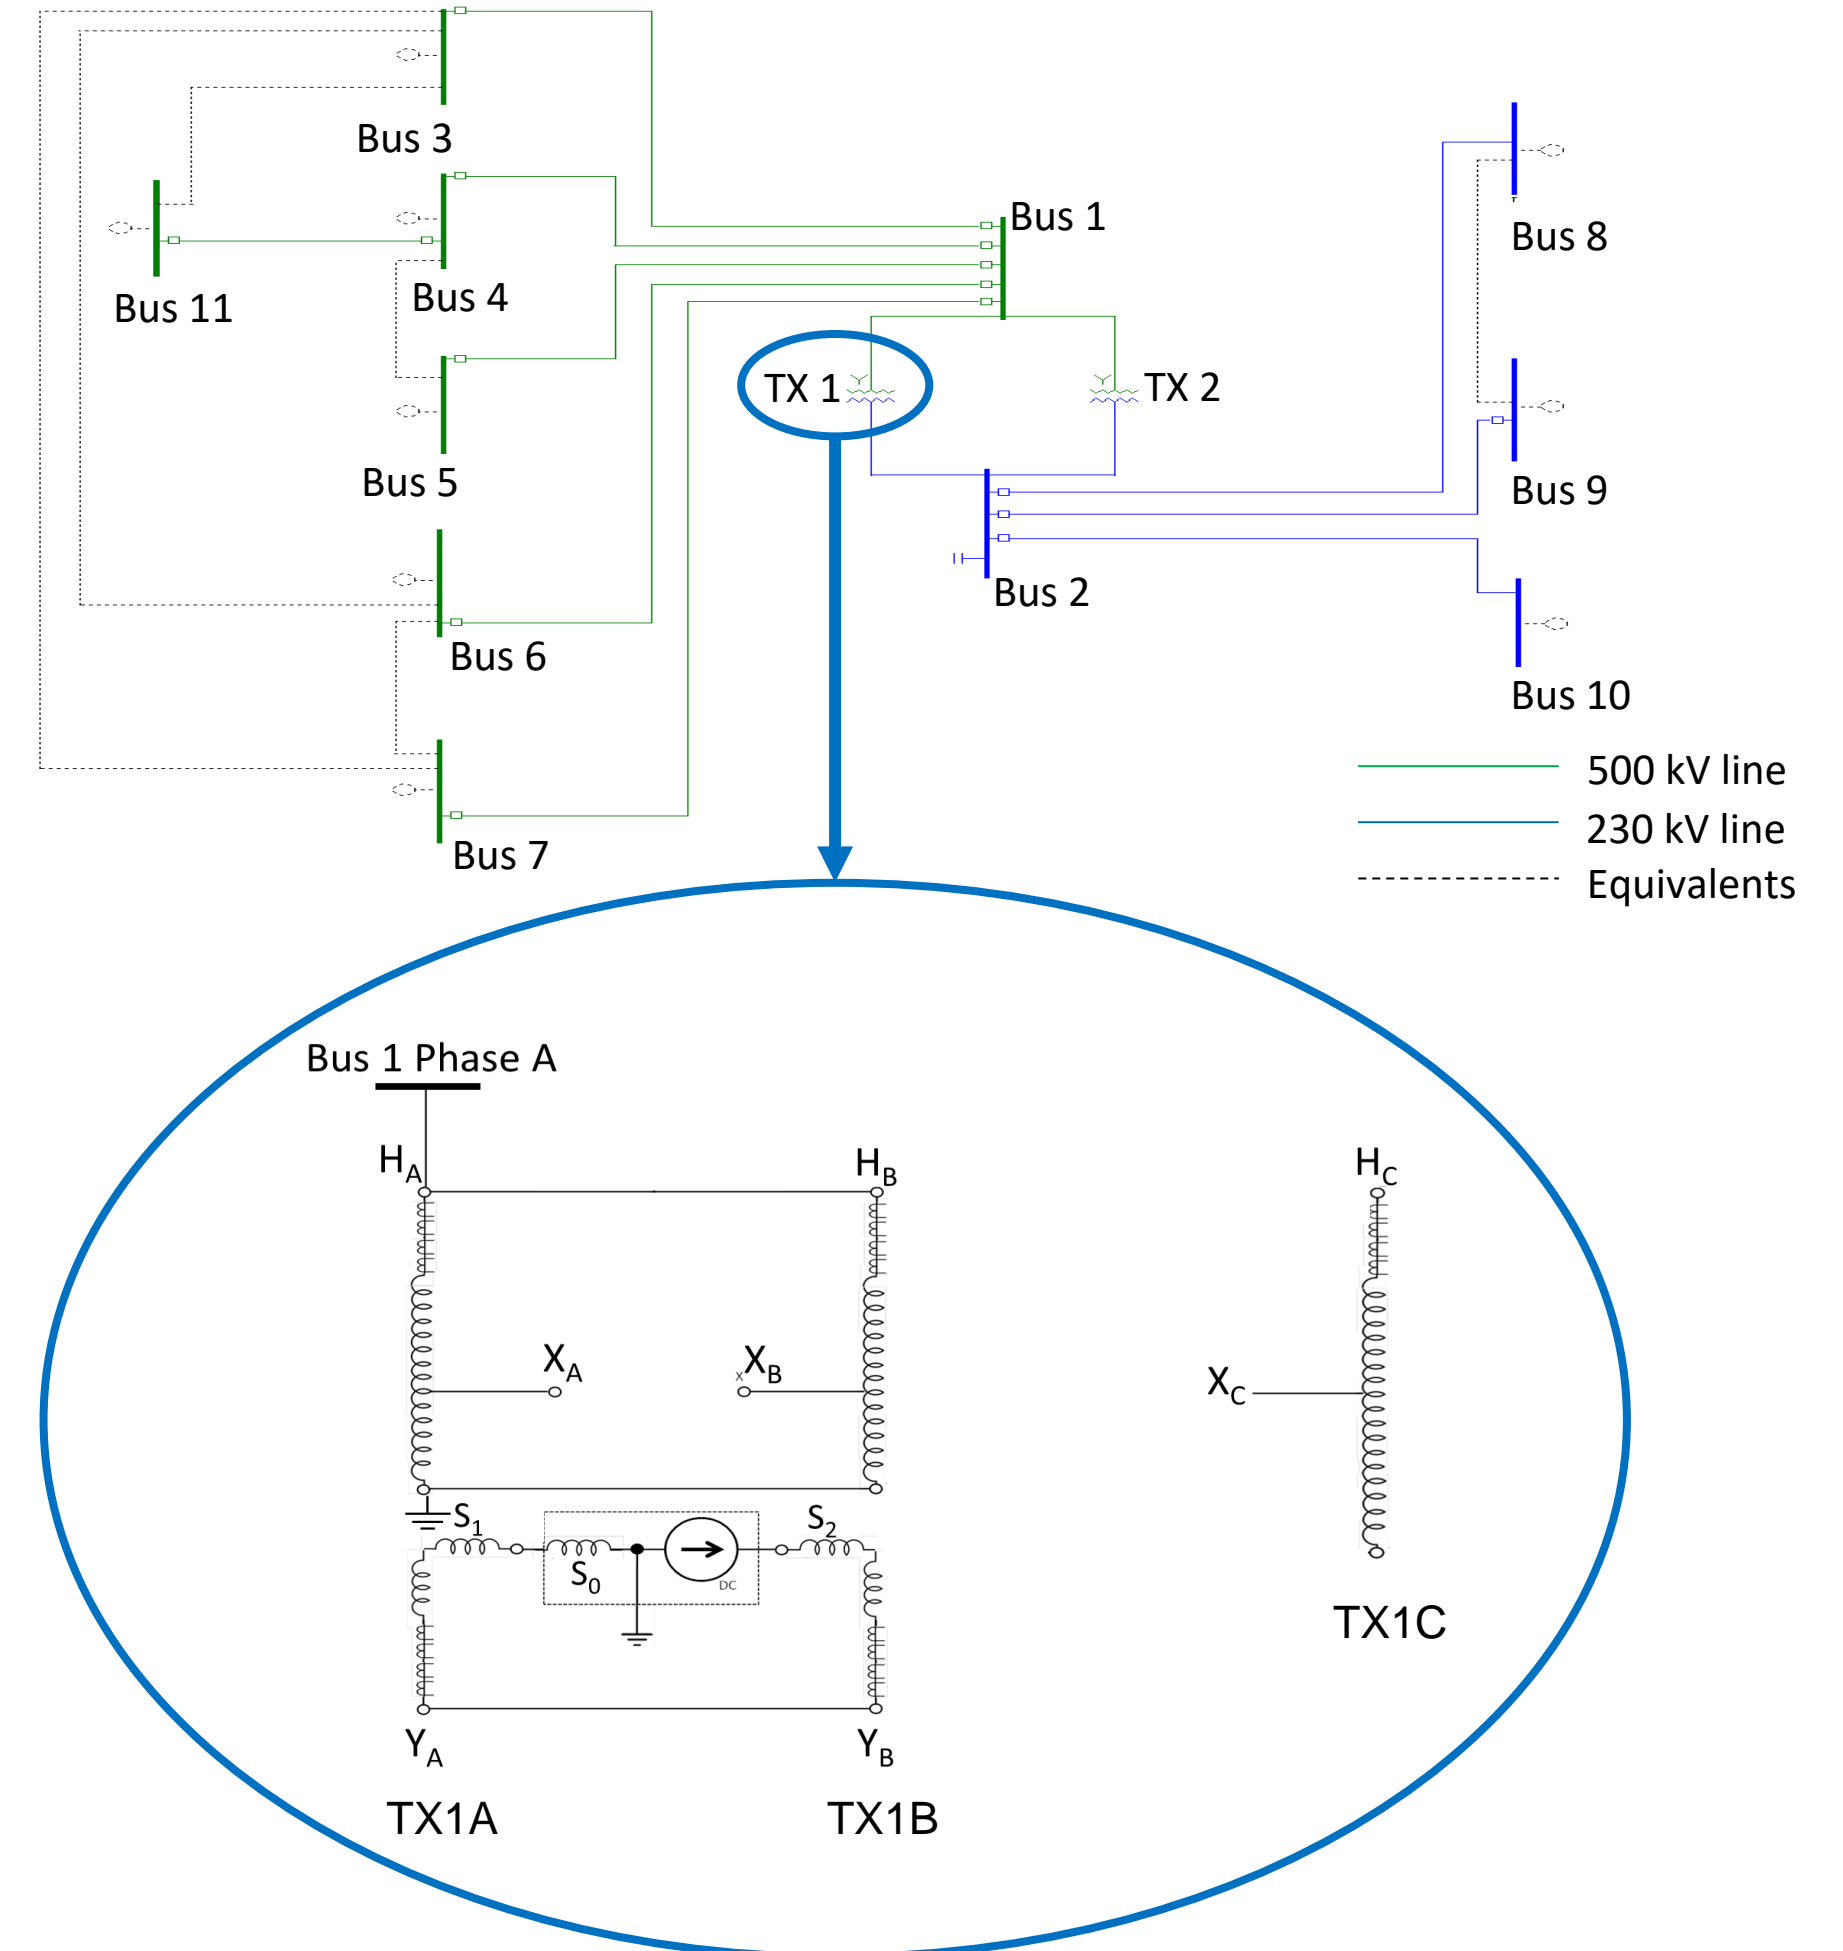 Bus 3
Bus 1
Bus 8
Bus 11
Bus 4
TX 1
TX 2
Bus 5
Bus 9
Bus 2
Bus 6
Bus 10
500 kV line
230 kV line
Bus 7
Equivalents
Bus 1 Phase A
HA
HB
HC
XA
x
XB
XC
S1
S2
S0
DC
TX1C
YA
YB
TX1A
TX1B